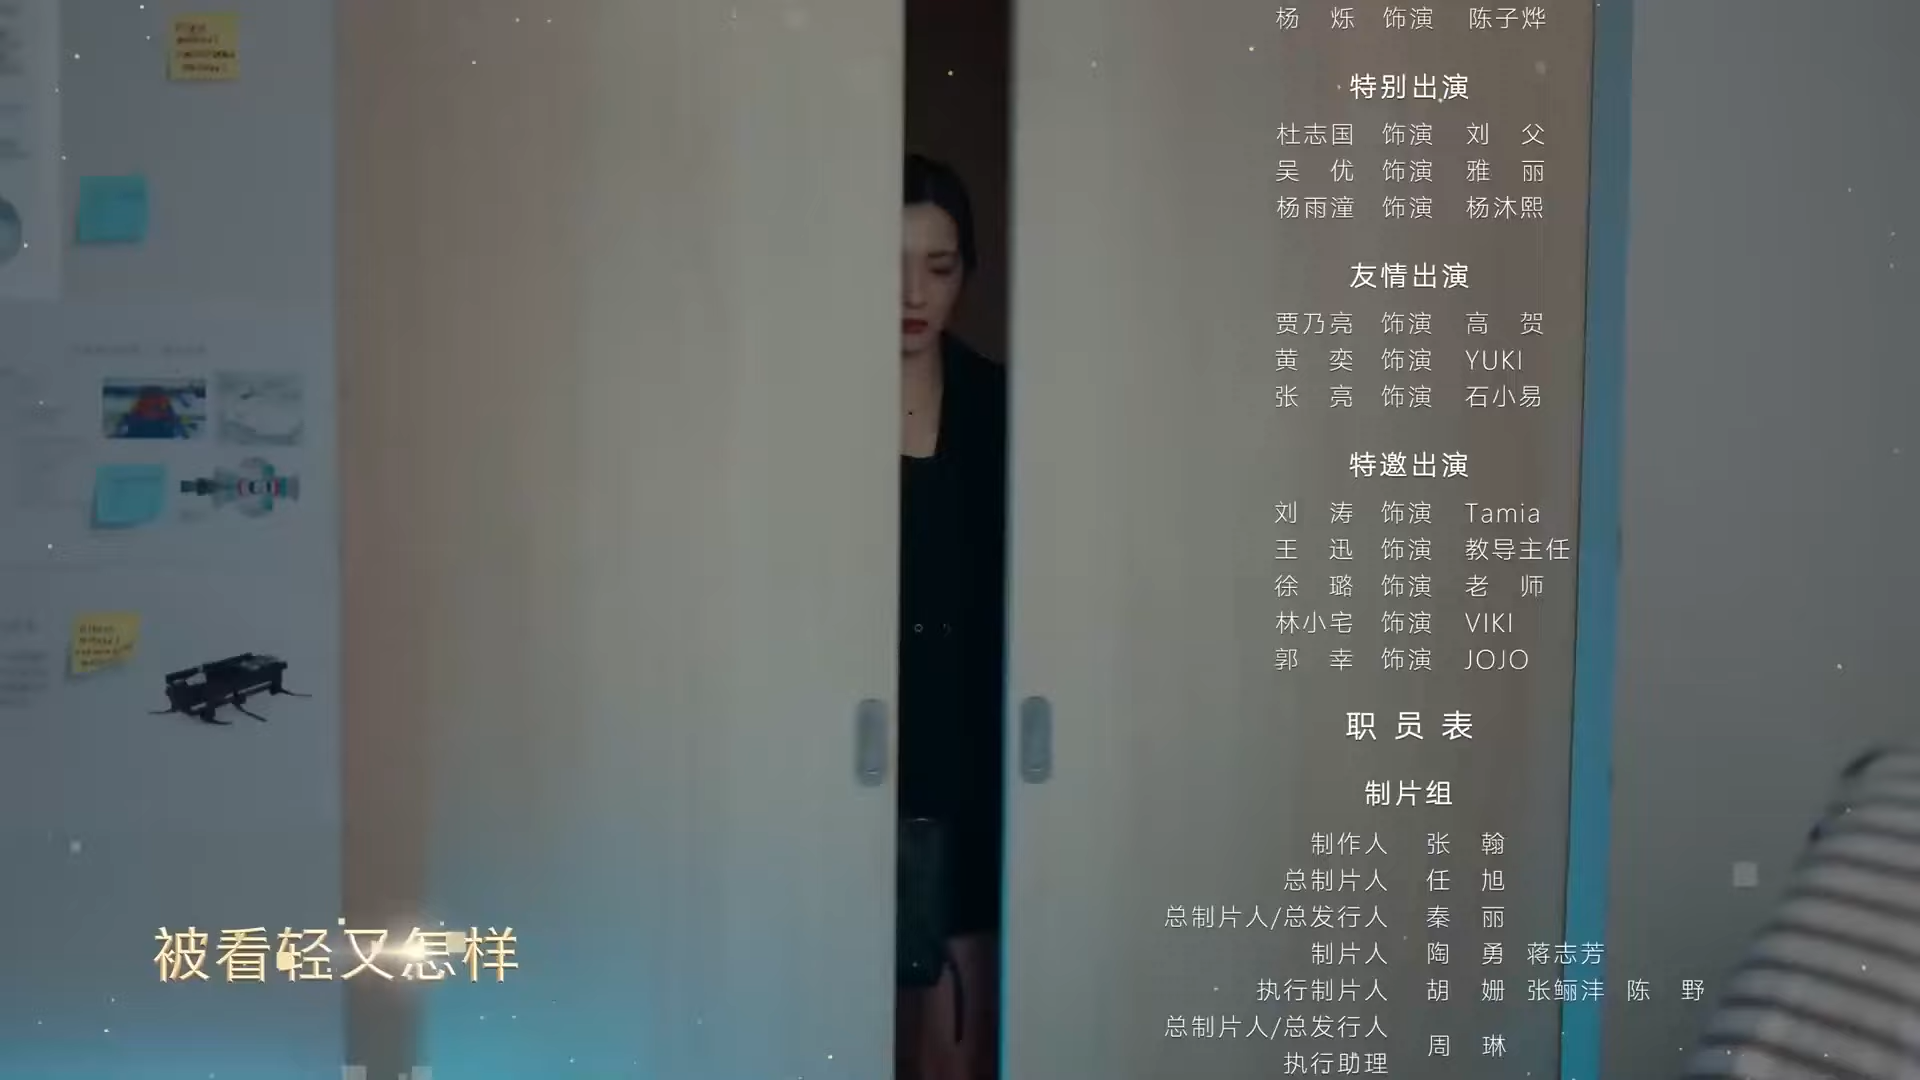 杨 烁 饰演 陈子烨
特别出演
杜志国 饰演 刘 父
吴 优 饰演 雅 丽
杨雨潼 饰演 杨沐熙
友情出演
贾乃亮 饰演 高 贺
黄 奕 饰演 YUKI
张 亮 饰演 石小易
特邀出演
刘 涛 饰演 Tamia
王 迅 饰演 教导主任
徐 璐 饰演 老 师
林小宅 饰演 VIKI
郭 幸 饰演 JOJO
职员表
制片组
制作人 张 翰
总制片人 任 旭
总制片人/总发行人 秦 丽
制片人 陶 勇 蒋志芳
执行制片人 胡 姗 张鲡沣 陈 野
总制片人/总发行人
执行助理 周 琳
被看轻又怎样